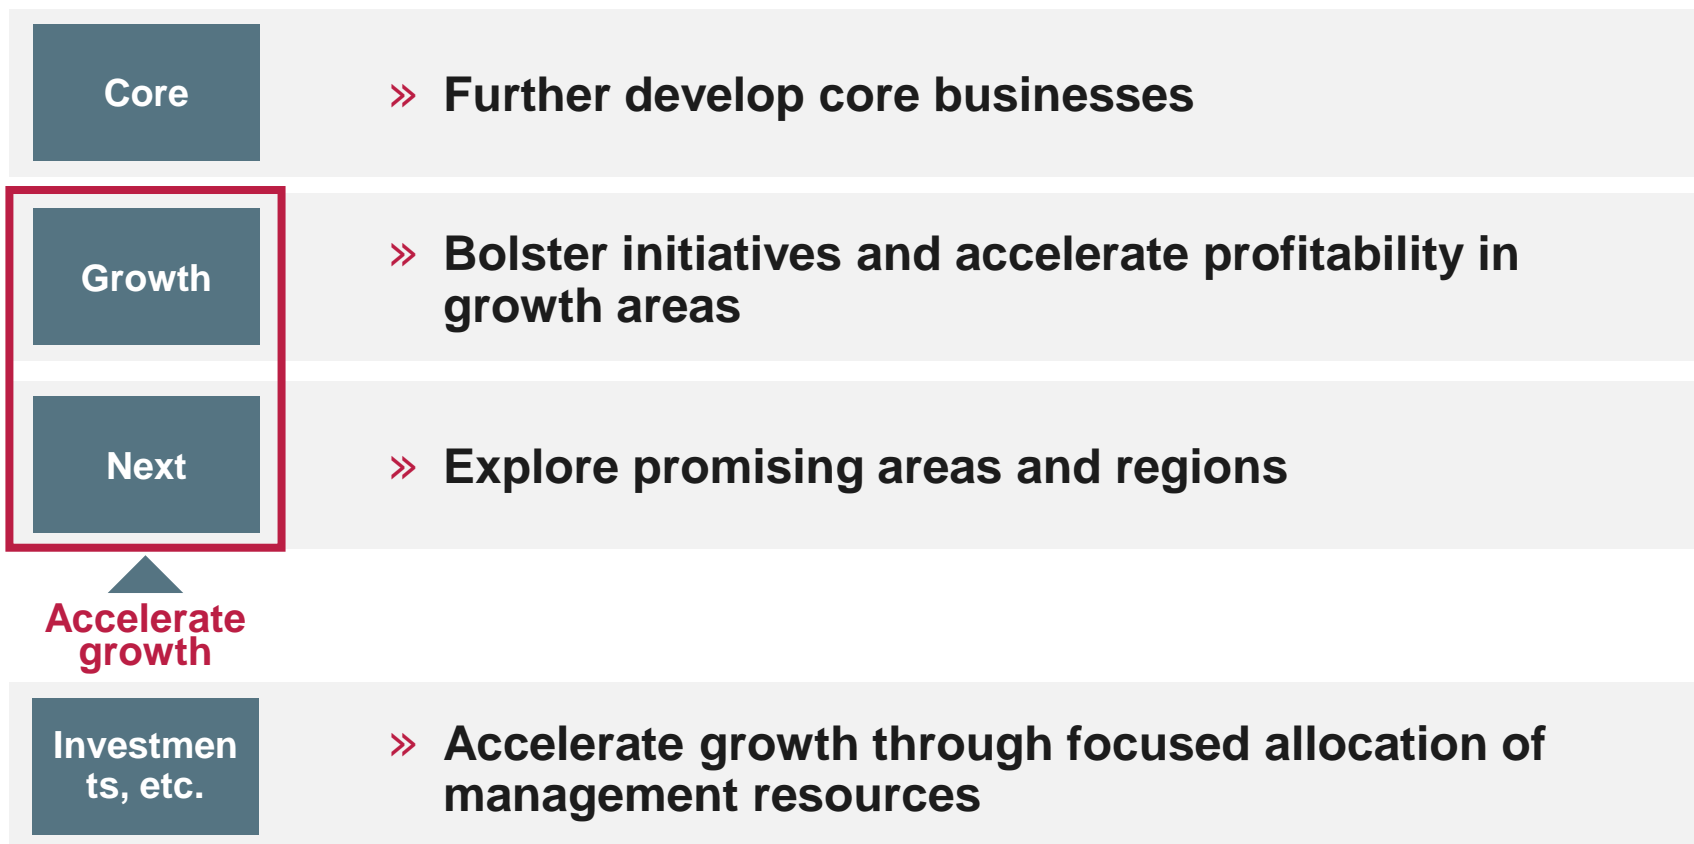 Core
» Further develop core businesses
Growth
» Bolster initiatives and accelerate profitability in
growth areas
Next
» Explore promising areas and regions
Accelerate
growth
Investmen
ts, etc.
» Accelerate growth through focused allocation of
management resources